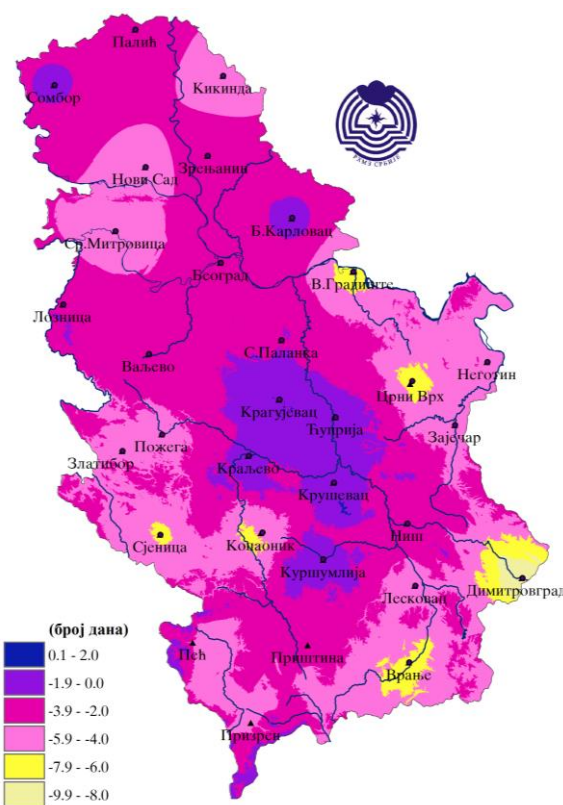 Палић
Кикинда
Сомбор
Зрењанин
Нови Сад
Б.Карловац
Ср.Митровица
Београд
В.Градиште
Лозница
С.Паланка
Ваљево
Неготин
Црни Врх
Крагујевац
Ћуприја
Зајечар
Пожега
Златибор
Краљево
Крушевац
Ниш
Сјеница
Копаоник
Куршумлија
Димитровград
Лесковац
(број дана)
Пећ
Приштина
Врање
Призрен
0.1 - 2.0
-1.9 - 0.0
-3.9 - -2.0
-5.9 - -4.0
-7.9 - -6.0
-9.9 - -8.0
РХМЗ СРБИЈЕ